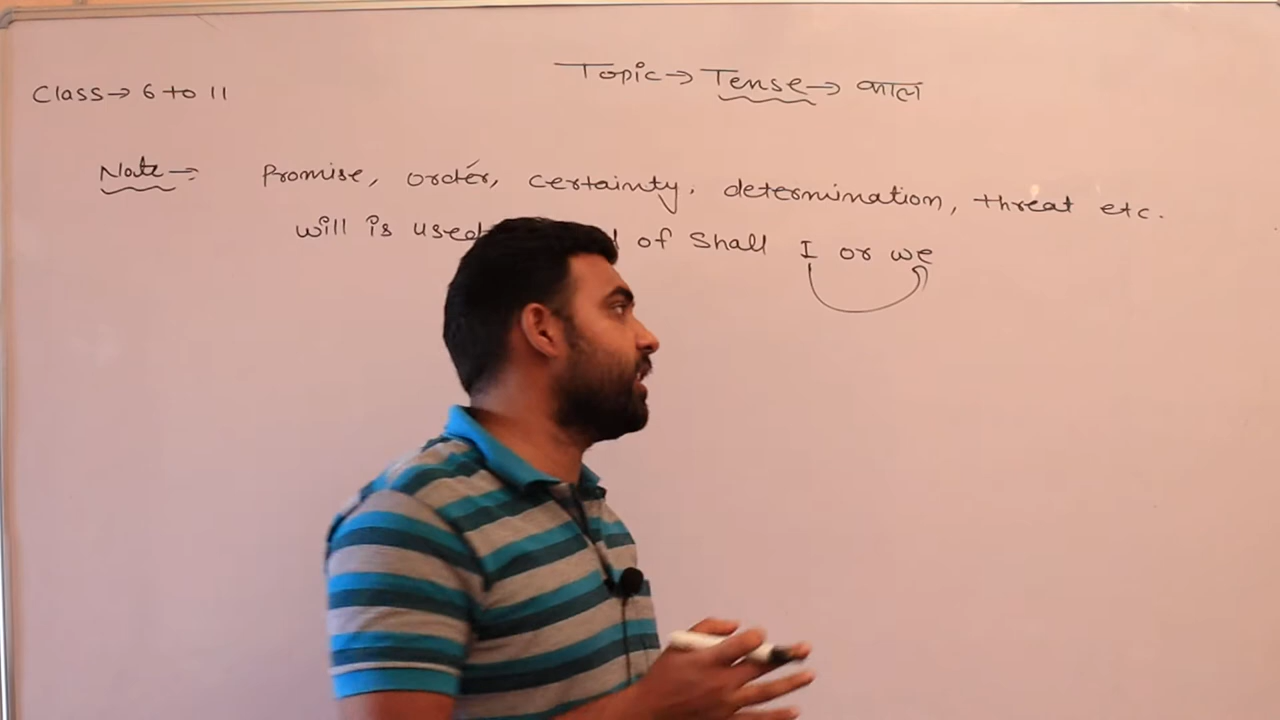 Topic → Tense → काल
Class → 6 to 11
Note → Promise, order, certainty, determination, threat etc.
will is used of Shall I or we